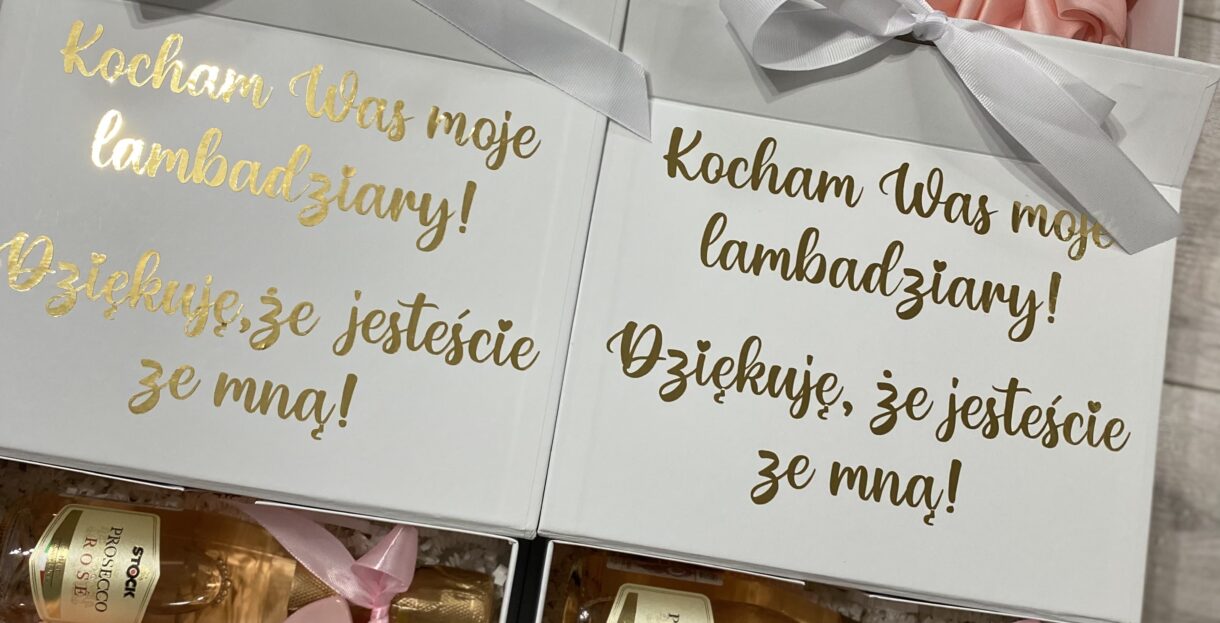 Kocham Was moje
lambadziary!
Dziękuję,że jesteście
ze mną!
Kocham Was moje
lambadziary!
Dziękuję, że jesteście
ze mną!
STOCK
PROSECCO
ROSE